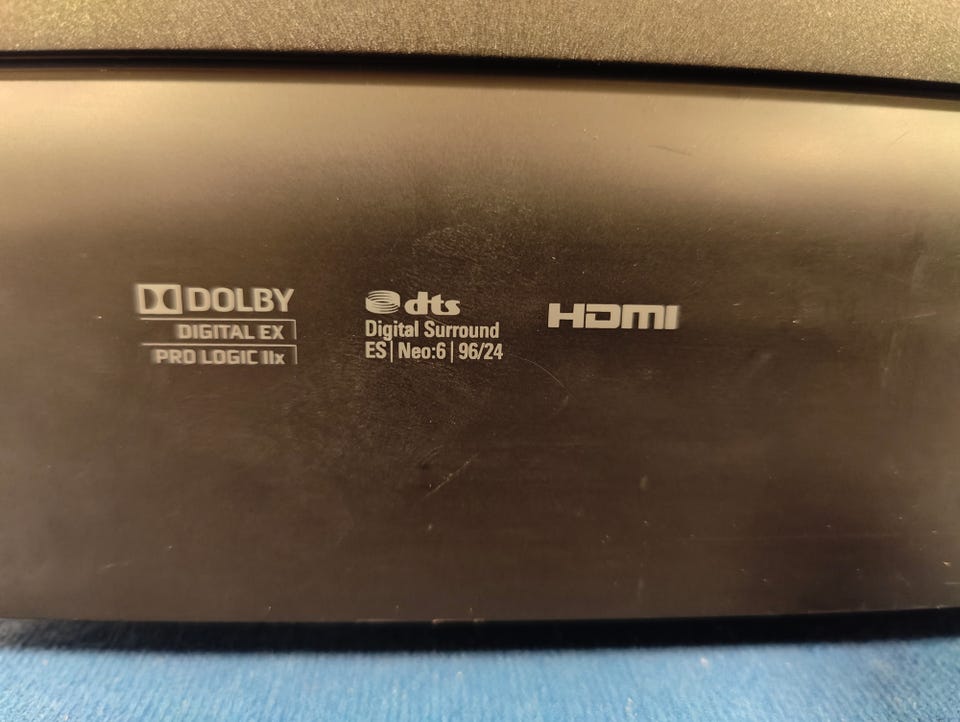 DOLBY
DIGITAL EX
PRO LOGIC IIx
dts
Digital Surround
ES | Neo:6 | 96/24
HDMI